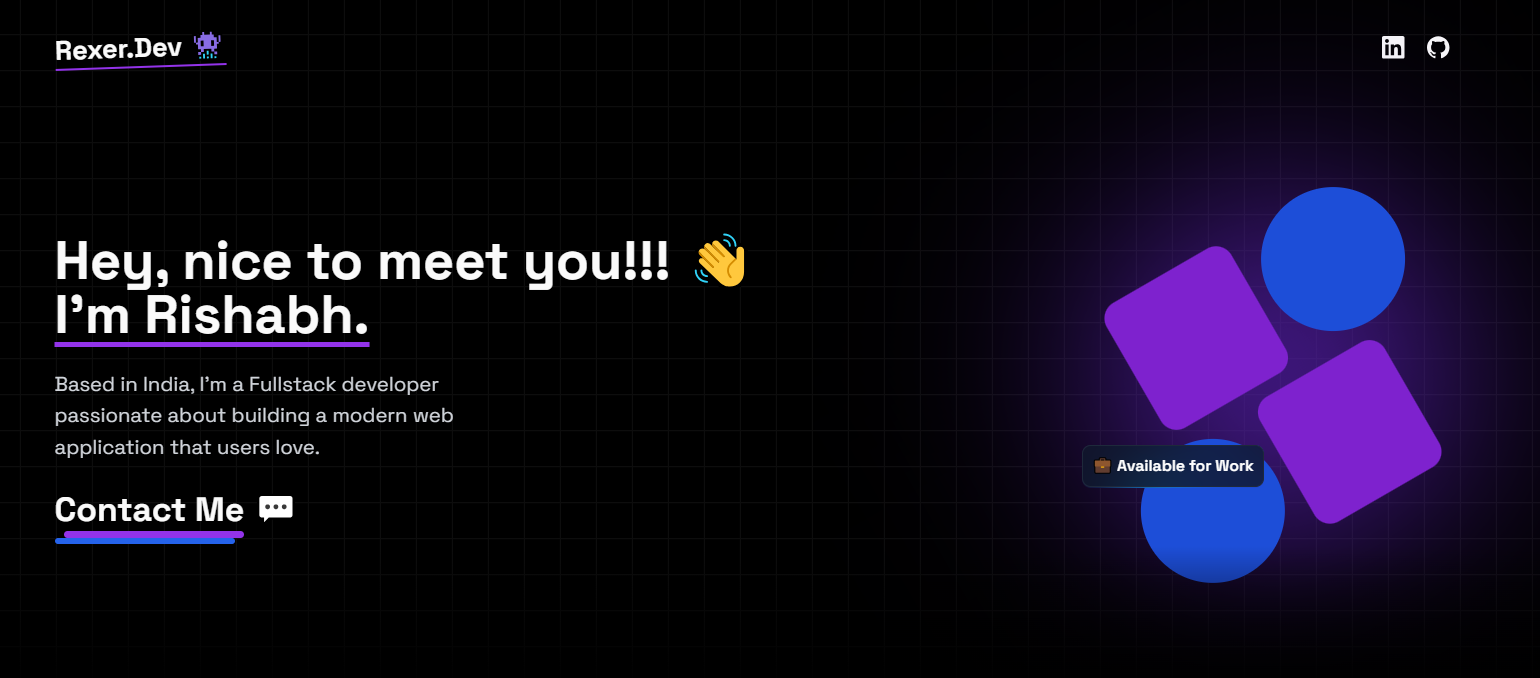 Rexer.Dev
Hey, nice to meet you!!!
I'm Rishabh.
Based in India, I'm a Fullstack developer
passionate about building a modern web
application that users love.
Contact Me
Available for Work